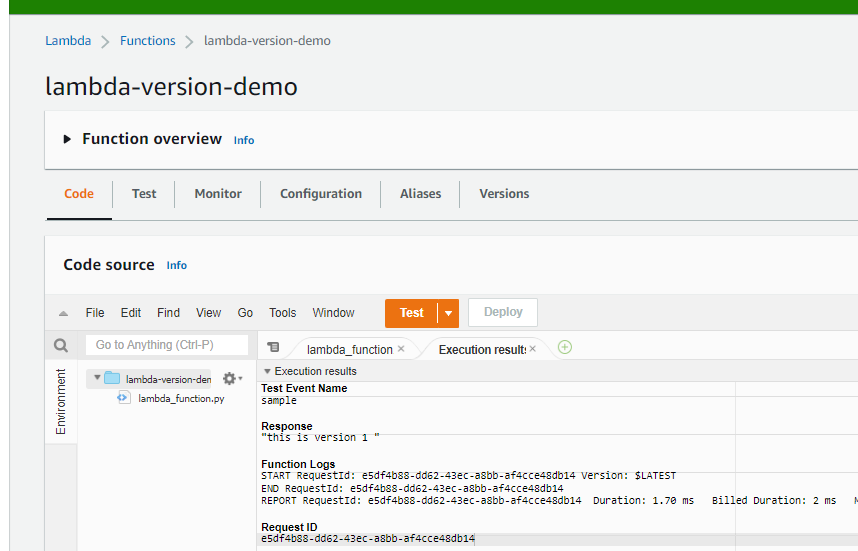 Lambda > Functions > lambda-version-demo
lambda-version-demo
Function overview Info
Code Test Monitor Configuration Aliases Versions
Code source Info
File Edit Find View Go Tools Window Test Deploy
Go to Anything (Ctrl-P) lambda_function × Execution results ×
Environment
lambda-version-den
lambda_function.py
Execution results
Test Event Name
sample
Response
"this is version 1 "
Function Logs
START RequestId: e5df4b88-dd62-43ec-a8bb-af4cce48db14 Version: $LATEST
END RequestId: e5df4b88-dd62-43ec-a8bb-af4cce48db14
REPORT RequestId: e5df4b88-dd62-43ec-a8bb-af4cce48db14 Duration: 1.70 ms Billed Duration: 2 ms
Request ID
e5df4b88-dd62-43ec-a8bb-af4cce48db14